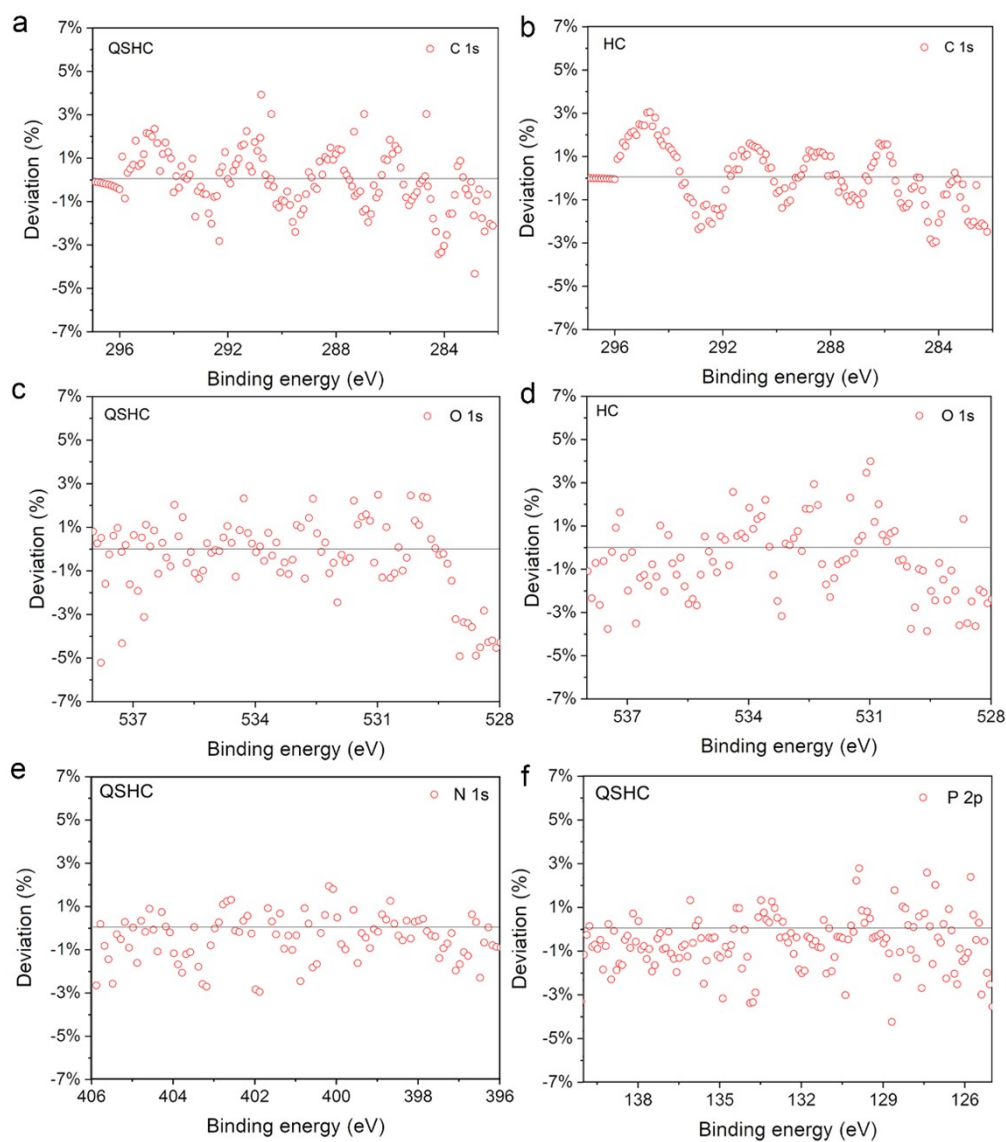 a
QSHC
C 1s
7%
5%
3%
1%
-1%
-3%
-5%
-7%
Deviation (%)
296
292
288
284
Binding energy (eV)
b
HC
C 1s
7%
5%
3%
1%
-1%
-3%
-5%
-7%
Deviation (%)
296
292
288
284
Binding energy (eV)
c
QSHC
O 1s
7%
5%
3%
1%
-1%
-3%
-5%
-7%
Deviation (%)
537
534
531
528
Binding energy (eV)
d
HC
O 1s
7%
5%
3%
1%
-1%
-3%
-5%
-7%
Deviation (%)
537
534
531
528
Binding energy (eV)
e
QSHC
N 1s
7%
5%
3%
1%
-1%
-3%
-5%
-7%
Deviation (%)
406
404
402
400
398
396
Binding energy (eV)
f
QSHC
P 2p
7%
5%
3%
1%
-1%
-3%
-5%
-7%
Deviation (%)
138
135
132
129
126
Binding energy (eV)